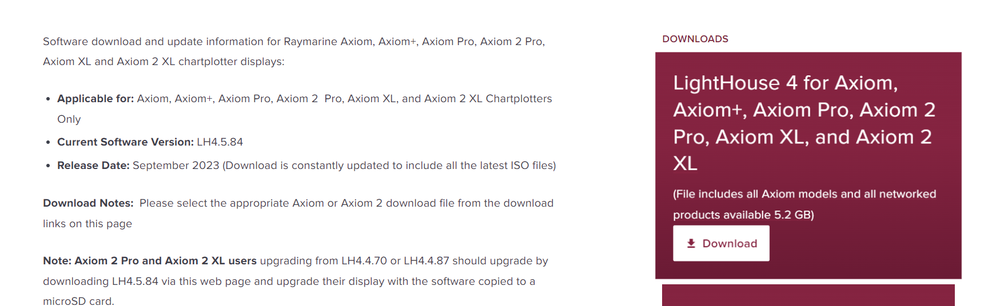 Software download and update information for Raymarine Axiom, Axiom+, Axiom Pro, Axiom 2 Pro,
Axiom XL and Axiom 2 XL chartplotter displays:
• Applicable for: Axiom, Axiom+, Axiom Pro, Axiom 2  Pro, Axiom XL, and Axiom 2 XL Chartplotters
Only
• Current Software Version: LH4.5.84
• Release Date: September 2023 (Download is constantly updated to include all the latest ISO files)
Download Notes:  Please select the appropriate Axiom or Axiom 2 download file from the download
links on this page
Note: Axiom 2 Pro and Axiom 2 XL users upgrading from LH4.4.70 or LH4.4.87 should upgrade by
downloading LH4.5.84 via this web page and upgrade their display with the software copied to a
microSD card.
DOWNLOADS
LightHouse 4 for Axiom,
Axiom+, Axiom Pro, Axiom 2
Pro, Axiom XL, and Axiom 2
XL
(File includes all Axiom models and all networked
products available 5.2 GB)
Download